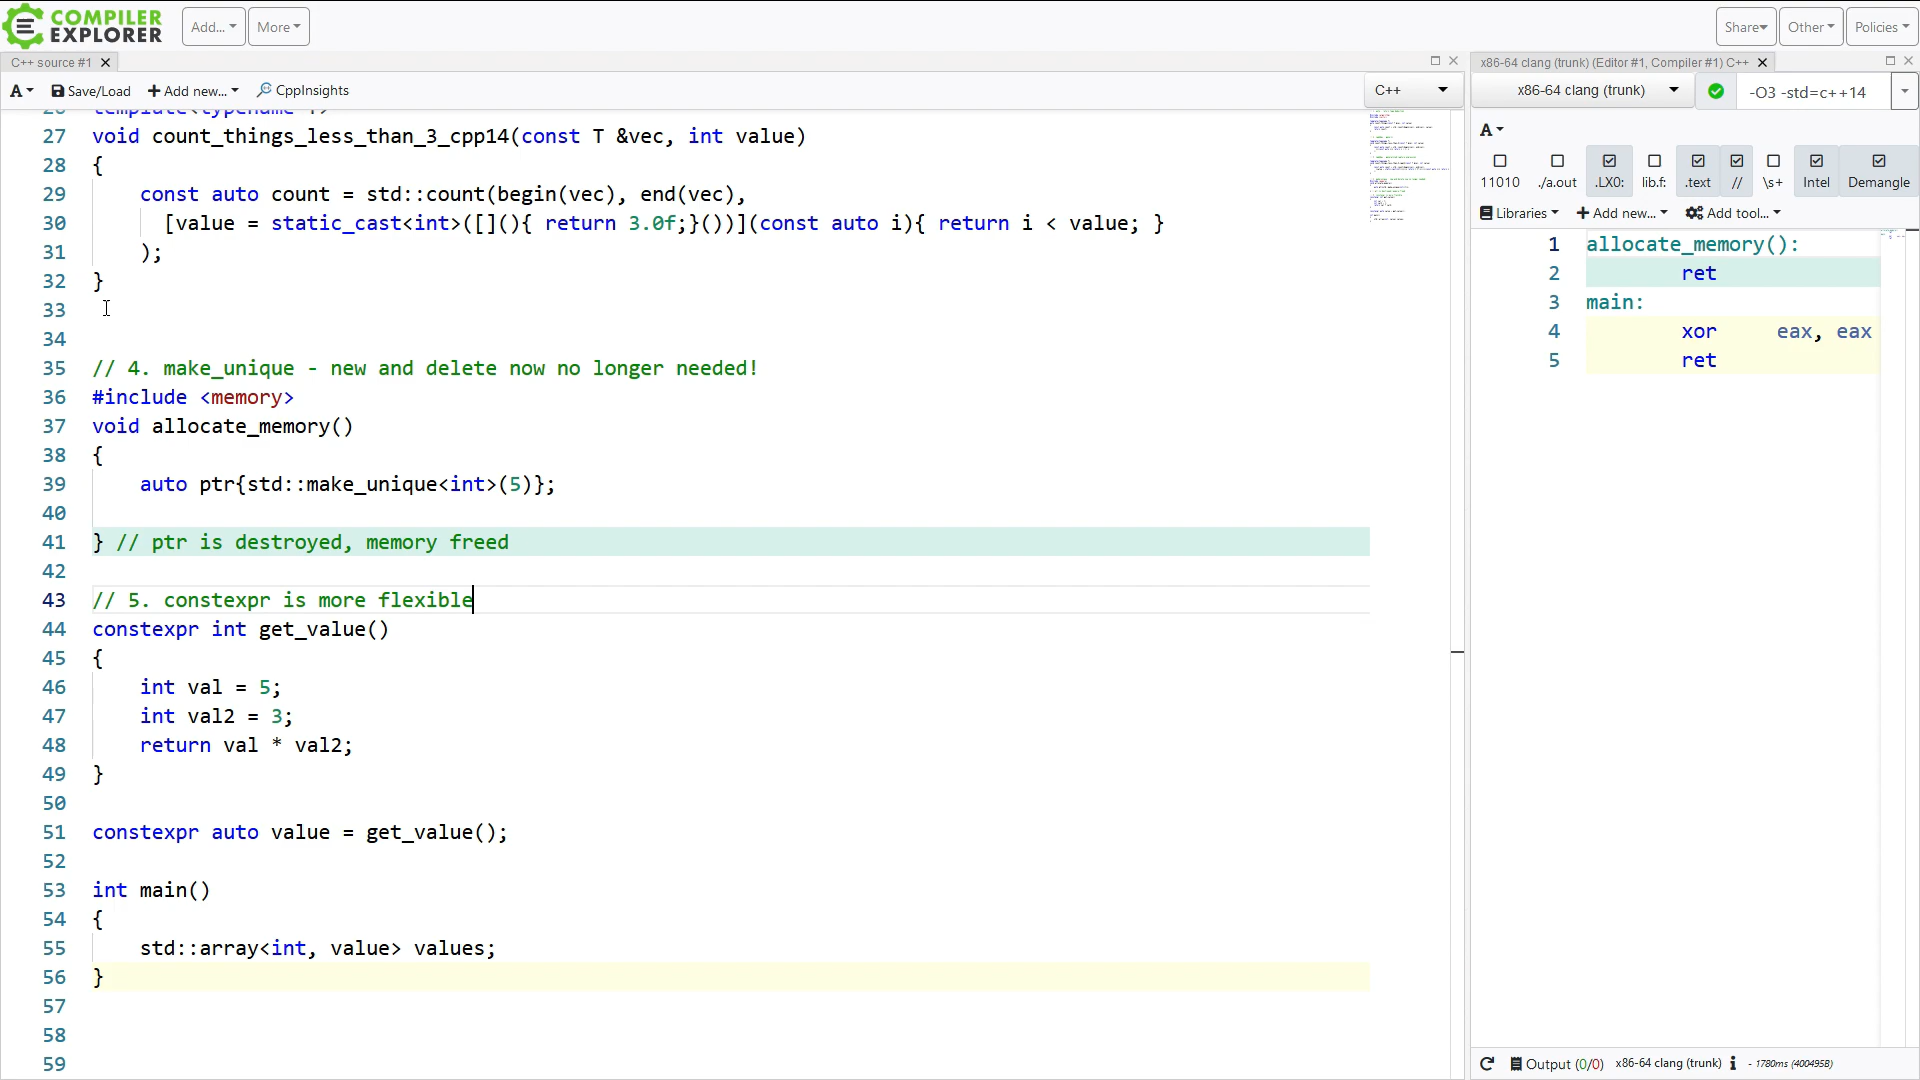 COMPILER
EXPLORER
Add...
More
Share
Other
Policies
C++ source #1
x86-64 clang (trunk) (Editor #1, Compiler #1) C++
A
Save/Load
Add new...
CppInsights
C++
x86-64 clang (trunk)
-O3 -std=c++14
A
11010
./a.out
.LX0:
lib.f:
.text
//
\s+
Intel
Demangle
Libraries
Add new...
Add tool...
26 template<typename T>
27 void count_things_less_than_3_cpp14(const T &vec, int value)
28 {
29 const auto count = std::count(begin(vec), end(vec),
30 [value = static_cast<int>([](){ return 3.0f;}())](const auto i){ return i < value; }
31 );
32 }
33
34
35 // 4. make_unique - new and delete now no longer needed!
36 #include <memory>
37 void allocate_memory()
38 {
39 auto ptr{std::make_unique<int>(5)};
40
41 } // ptr is destroyed, memory freed
42
43 // 5. constexpr is more flexible
44 constexpr int get_value()
45 {
46 int val = 5;
47 int val2 = 3;
48 return val * val2;
49 }
50
51 constexpr auto value = get_value();
52
53 int main()
54 {
55 std::array<int, value> values;
56 }
57
58
59
1 allocate_memory():
2 ret
3 main:
4 xor eax, eax
5 ret
Output (0/0) x86-64 clang (trunk) i - 1780ms (400495B)